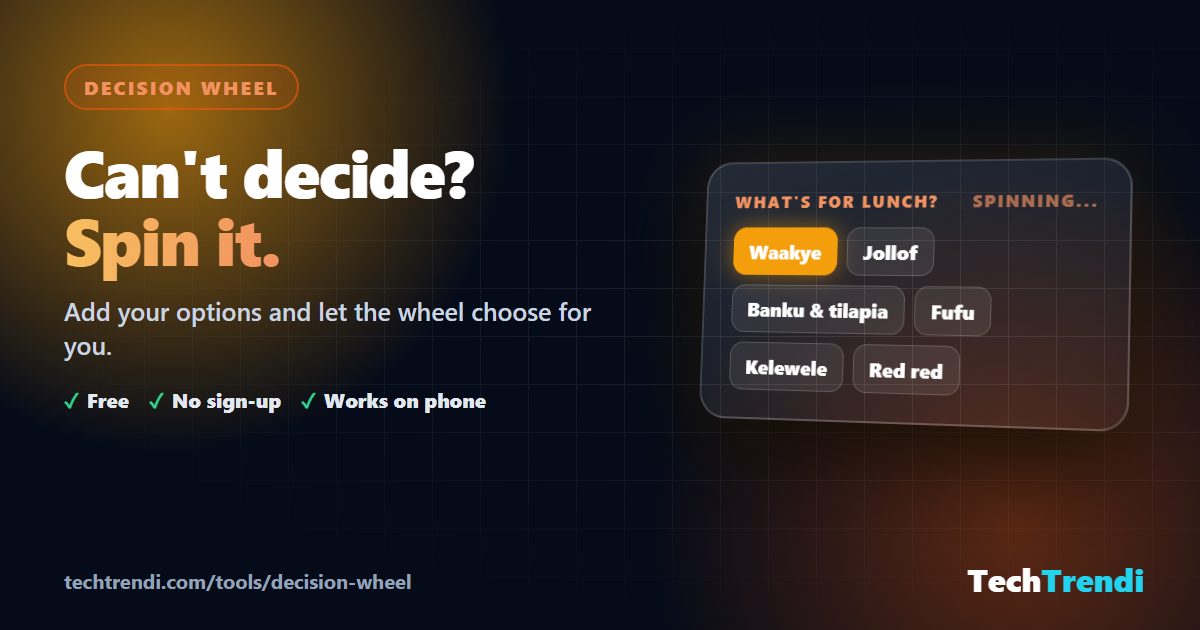 DECISION WHEEL
Can't decide?
Spin it.
Add your options and let the wheel choose for
you.
✓ Free ✓ No sign-up ✓ Works on phone
WHAT'S FOR LUNCH? SPINNING...
Waakye Jollof
Banku & tilapia Fufu
Kelewele Red red
techtrendi.com/tools/decision-wheel
TechTrendi